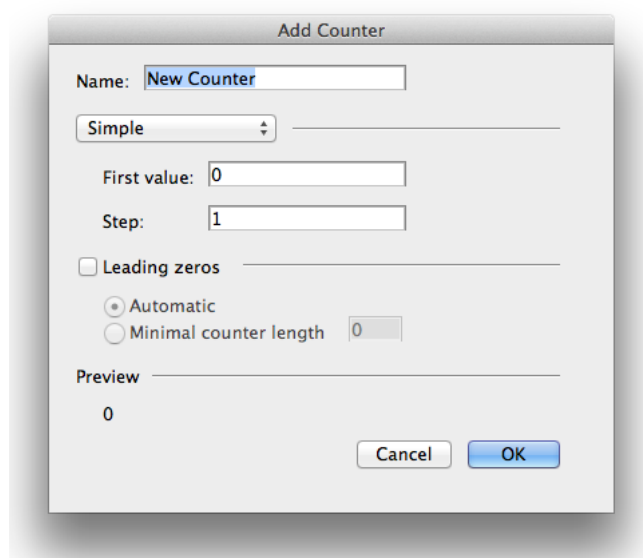 Add Counter
Name: New Counter
Simple
First value: 0
Step: 1
Leading zeros
Automatic
Minimal counter length 0
Preview
0
Cancel OK